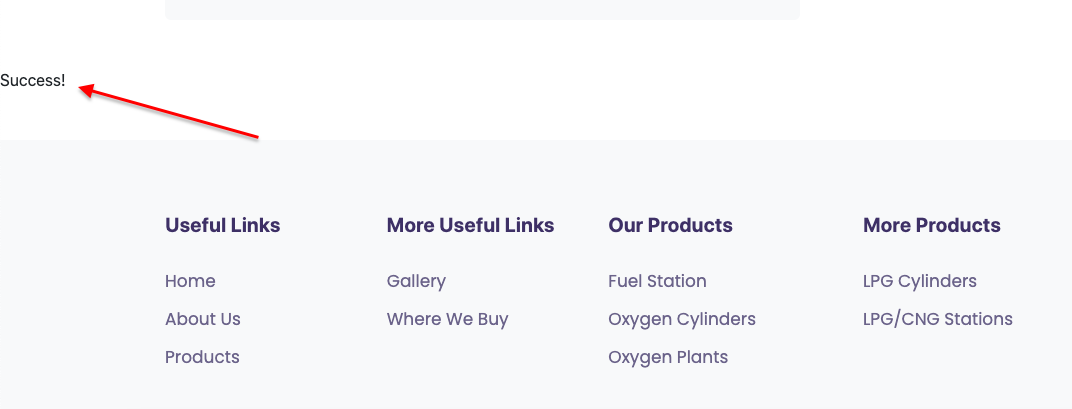 Success!
Useful Links
More Useful Links
Our Products
More Products
Home
Gallery
Fuel Station
LPG Cylinders
About Us
Where We Buy
Oxygen Cylinders
LPG/CNG Stations
Products
Oxygen Plants